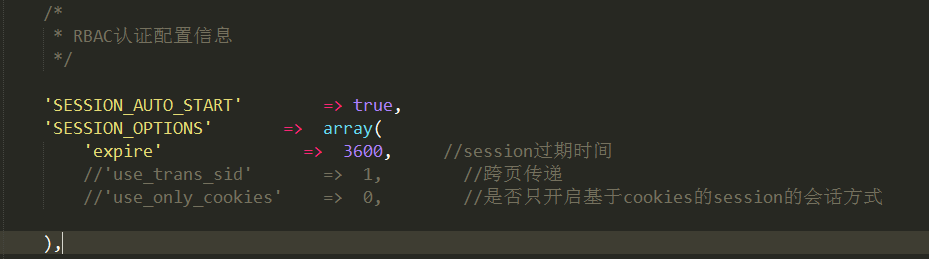 /*
* RBAC认证配置信息
*/
'SESSION_AUTO_START' => true,
'SESSION_OPTIONS' => array(
'expire' => 3600, //session过期时间
//'use_trans_sid' => 1, //跨页传递
//'use_only_cookies' => 0, //是否只开启基于cookies的session的会话方式
),